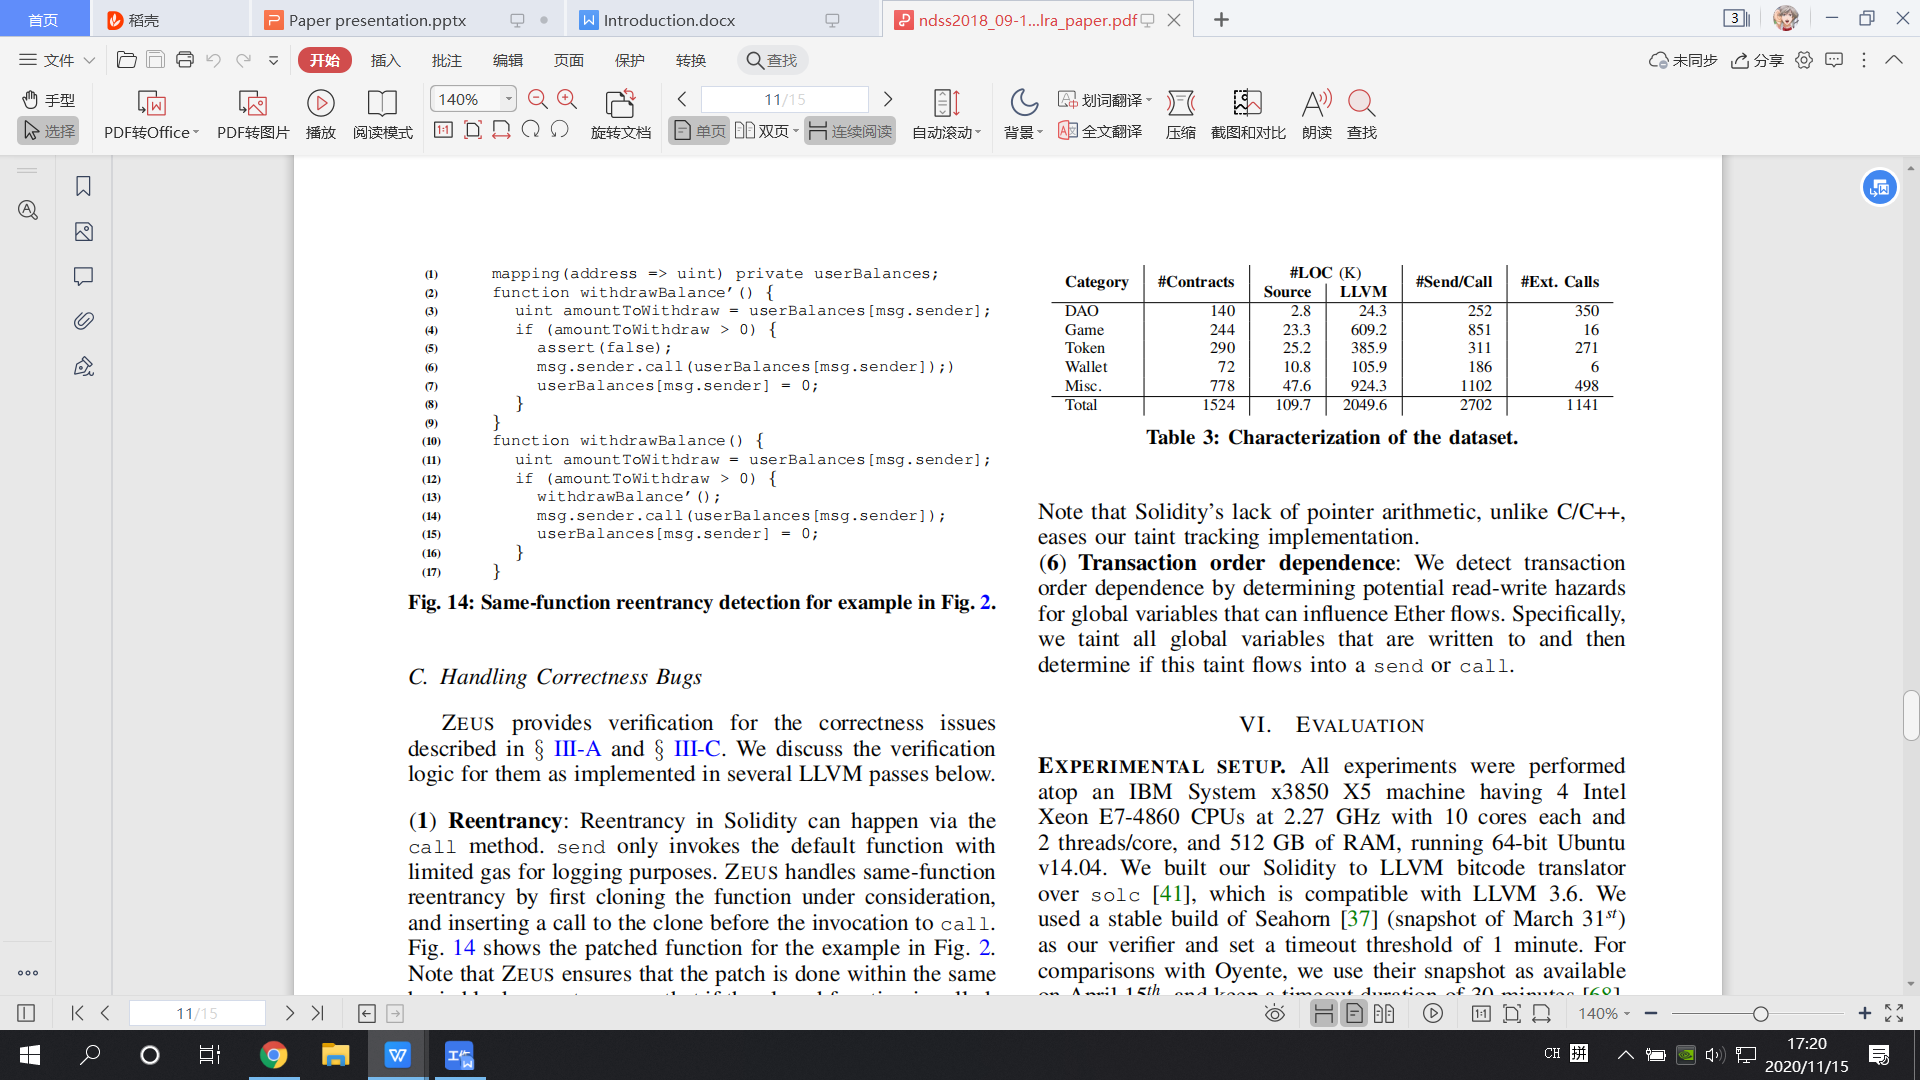 首页
稻壳
Paper presentation.pptx
Introduction.docx
ndss2018_09-1...lra_paper.pdf
3
文件
开始
插入
批注
编辑
页面
保护
转换
查找
未同步
分享
手型
选择
PDF转Office
PDF转图片
播放
阅读模式
140%
1:1
旋转文档
11/15
单页
双页
连续阅读
自动滚动
背景
划词翻译
全文翻译
压缩
截图和对比
朗读
查找
(1) mapping(address => uint) private userBalances;
(2) function withdrawBalance'() {
(3) uint amountToWithdraw = userBalances[msg.sender];
(4) if (amountToWithdraw > 0) {
(5) assert(false);
(6) msg.sender.call(userBalances[msg.sender]);)
(7) userBalances[msg.sender] = 0;
(8) }
(9) }
(10) function withdrawBalance() {
(11) uint amountToWithdraw = userBalances[msg.sender];
(12) if (amountToWithdraw > 0) {
(13) withdrawBalance'();
(14) msg.sender.call(userBalances[msg.sender]);
(15) userBalances[msg.sender] = 0;
(16) }
(17) }
Fig. 14: Same-function reentrancy detection for example in Fig. 2.
C. Handling Correctness Bugs
ZEUS provides verification for the correctness issues
described in § III-A and § III-C. We discuss the verification
logic for them as implemented in several LLVM passes below.
(1) Reentrancy: Reentrancy in Solidity can happen via the
call method. send only invokes the default function with
limited gas for logging purposes. ZEUS handles same-function
reentrancy by first cloning the function under consideration,
and inserting a call to the clone before the invocation to call.
Fig. 14 shows the patched function for the example in Fig. 2.
Note that ZEUS ensures that the patch is done within the same
Category #Contracts #LOC (K) #Send/Call #Ext. Calls
Source LLVM
DAO 140 2.8 24.3 252 350
Game 244 23.3 609.2 851 16
Token 290 25.2 385.9 311 271
Wallet 72 10.8 105.9 186 6
Misc. 778 47.6 924.3 1102 498
Total 1524 109.7 2049.6 2702 1141
Table 3: Characterization of the dataset.
Note that Solidity's lack of pointer arithmetic, unlike C/C++,
eases our taint tracking implementation.
(6) Transaction order dependence: We detect transaction
order dependence by determining potential read-write hazards
for global variables that can influence Ether flows. Specifically,
we taint all global variables that are written to and then
determine if this taint flows into a send or call.
VI. EVALUATION
EXPERIMENTAL SETUP. All experiments were performed
atop an IBM System x3850 X5 machine having 4 Intel
Xeon E7-4860 CPUs at 2.27 GHz with 10 cores each and
2 threads/core, and 512 GB of RAM, running 64-bit Ubuntu
v14.04. We built our Solidity to LLVM bitcode translator
over solc [41], which is compatible with LLVM 3.6. We
used a stable build of Seahorn [37] (snapshot of March 31st)
as our verifier and set a timeout threshold of 1 minute. For
comparisons with Oyente, we use their snapshot as available
on April 15th, and keep a timeout duration of 30 minutes [68].
11/15
1:1
140%
CH
拼
17:20
2020/11/15